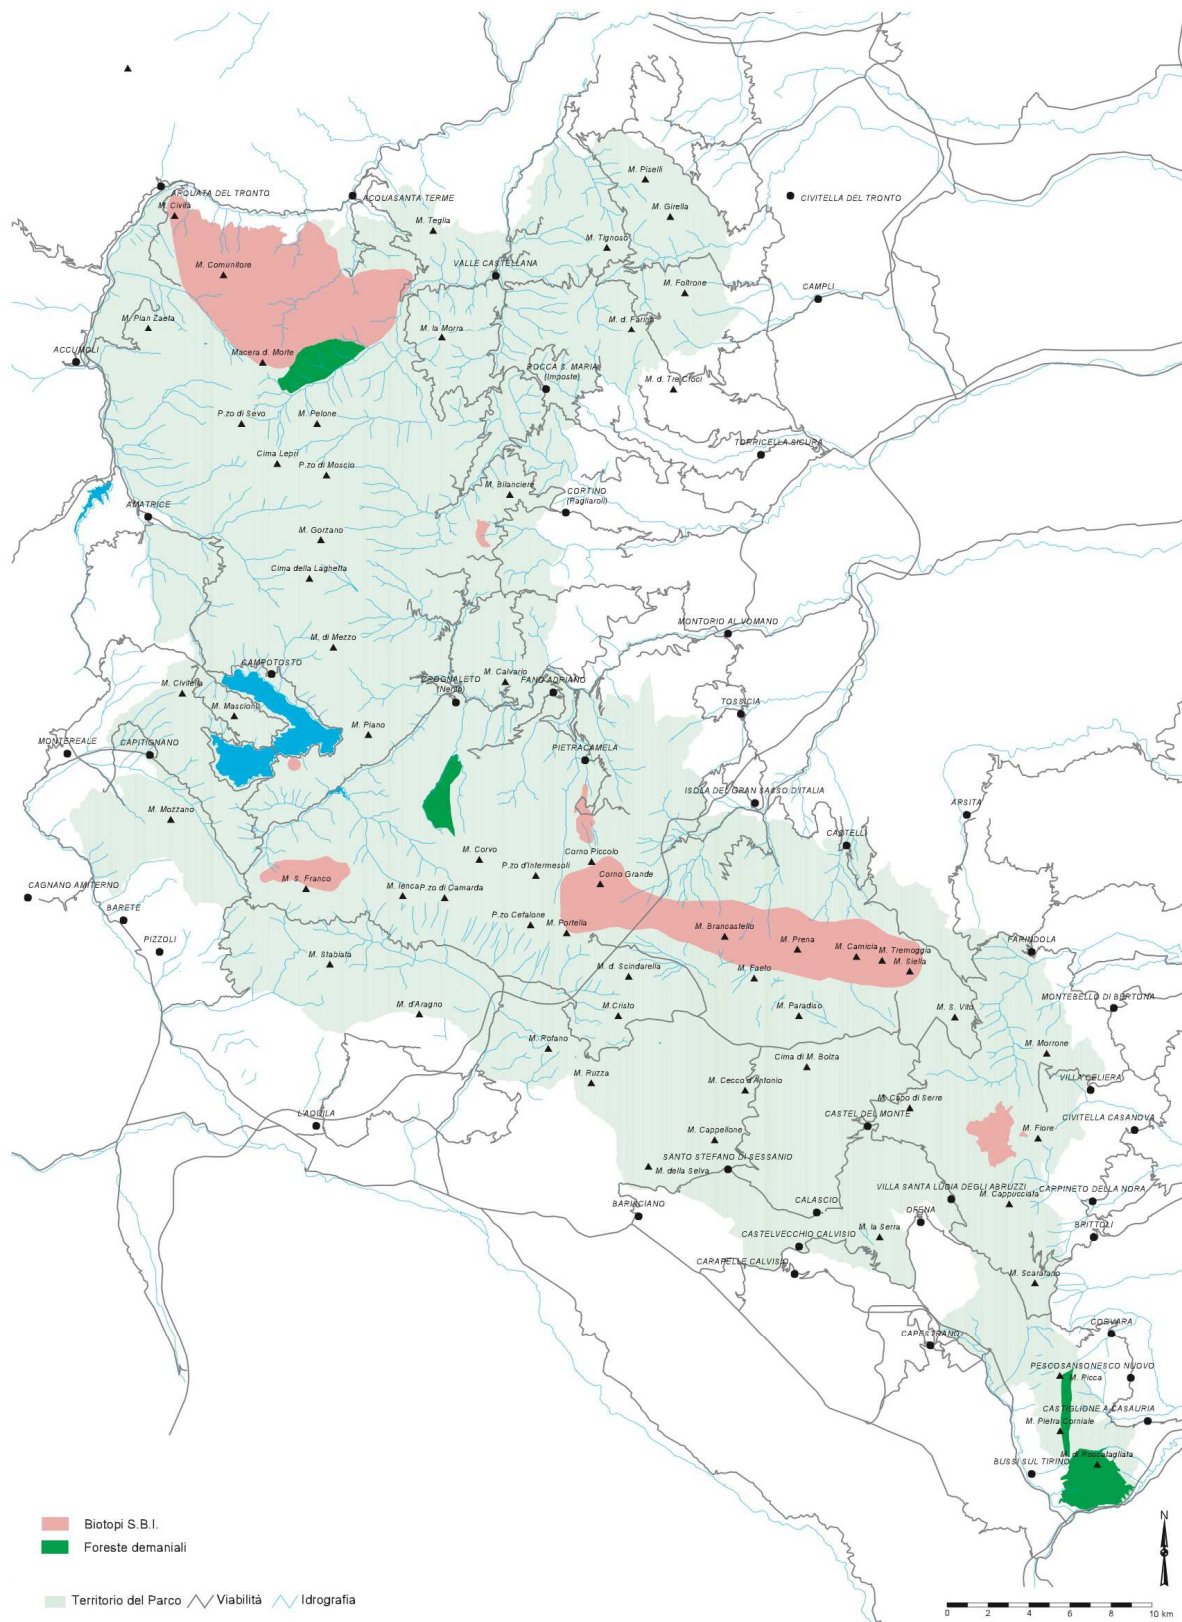 M. Piselli
ARQUATA DEL TRONTO
ACQUASANTA TERME
CIVITELLA DEL TRONTO
M. Civita
M. Girella
M. Teglia
M. Tignoso
VALLE CASTELLANA
M. Comunitore
M. Foltrone
CAMPLI
M. Pian Zaeta
M. d. Farina
M. la Morra
ACCUMOLI
Macera d. Morte
ROCCA S. MARIA
(Imposte)
M. d. Tre Croci
P.zo di Sevo
M. Pelone
TORRICELLA SICURA
Cima Lepri
P.zo di Moscio
M. Bilanciere
CORTINO
(Pagliaroli)
AMATRICE
M. Gorzano
Cima della Laghetta
MONTORIO AL VOMANO
M. di Mezzo
CAMPOTOSTO
M. Calvario
M. Civitella
CROGNALETO
(Nerito)
FANO ADRIANO
TOSSICIA
M. Mascioni
M. Piano
MONTEREALE
CAPITIGNANO
PIETRACAMELA
ISOLA DEL GRAN SASSO D'ITALIA
ARSITA
M. Mozzano
CASTELLI
M. Corvo
Corno Piccolo
P.zo d'Intermesoli
Corno Grande
M. S. Franco
M. Ienca
P.zo di Camarda
CAGNANO AMITERNO
BARETE
P.zo Cefalone
M. Portella
M. Brancastello
PIZZOLI
M. Prena
M. Camicia
M. Tremoggia
FARINDOLA
M. Siella
M. Stabiata
M. d. Scindarella
M. Faeto
M. d'Aragno
M. Cristo
M. Paradiso
M. S. Vito
MONTEBELLO DI BERTONA
M. Rofano
M. Morrone
Cima di M. Bolza
M. Ruzza
M. Cecco d'Antonio
VILLA CELIERA
M. Capo di Serre
L'AQUILA
CASTEL DEL MONTE
CIVITELLA CASANOVA
M. Cappellone
M. Fiore
SANTO STEFANO DI SESSANIO
M. della Selva
VILLA SANTA LUCIA DEGLI ABRUZZI
CARPINETO DELLA NORA
M. Cappucciata
BARISCIANO
CALASCIO
OFENA
M. la Serra
BRITTOLI
CASTELVECCHIO CALVISIO
CARAPELLE CALVISIO
M. Scarafano
CORVARA
CAPESTRANO
PESCOSANSONESCO NUOVO
M. Picca
CASTIGLIONE A CASAURIA
M. Pietra Corniale
M. di Roccatagliata
BUSSI SUL TIRINO
Biotopi S.B.I.
N
Foreste demaniali
Territorio del Parco Viabilità Idrografia
0 2 4 6 8 10 km